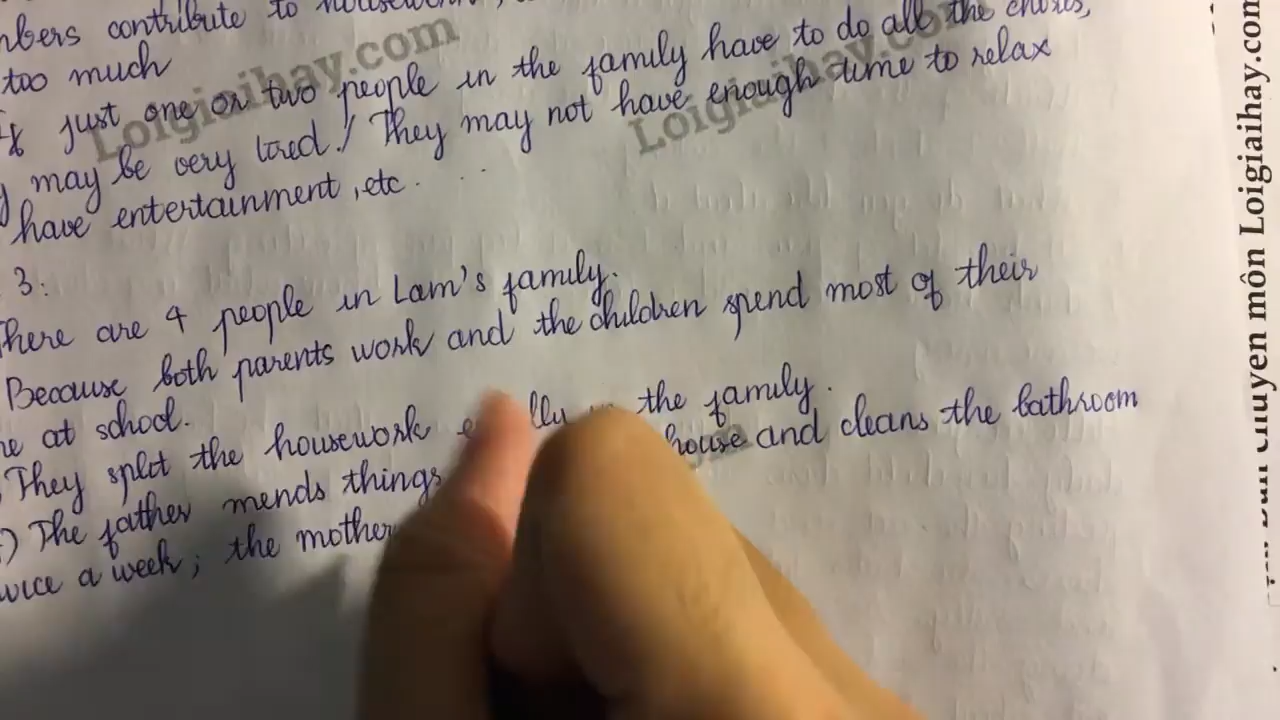 contribute to
too much
If just one or two people in the family have to do all the chores,
may be very tired. They may not have enough time to relax
have entertainment, etc.
3:
There are 4 people in Lam's family.
Because both parents work and the children spend most of their
at school.
They split the housework in the family.
The father mends things house and cleans the bathroom
twice a week; the mother
Loigiaihay.com
Loigiaihay.com
chuyên môn Loigiaihay.com